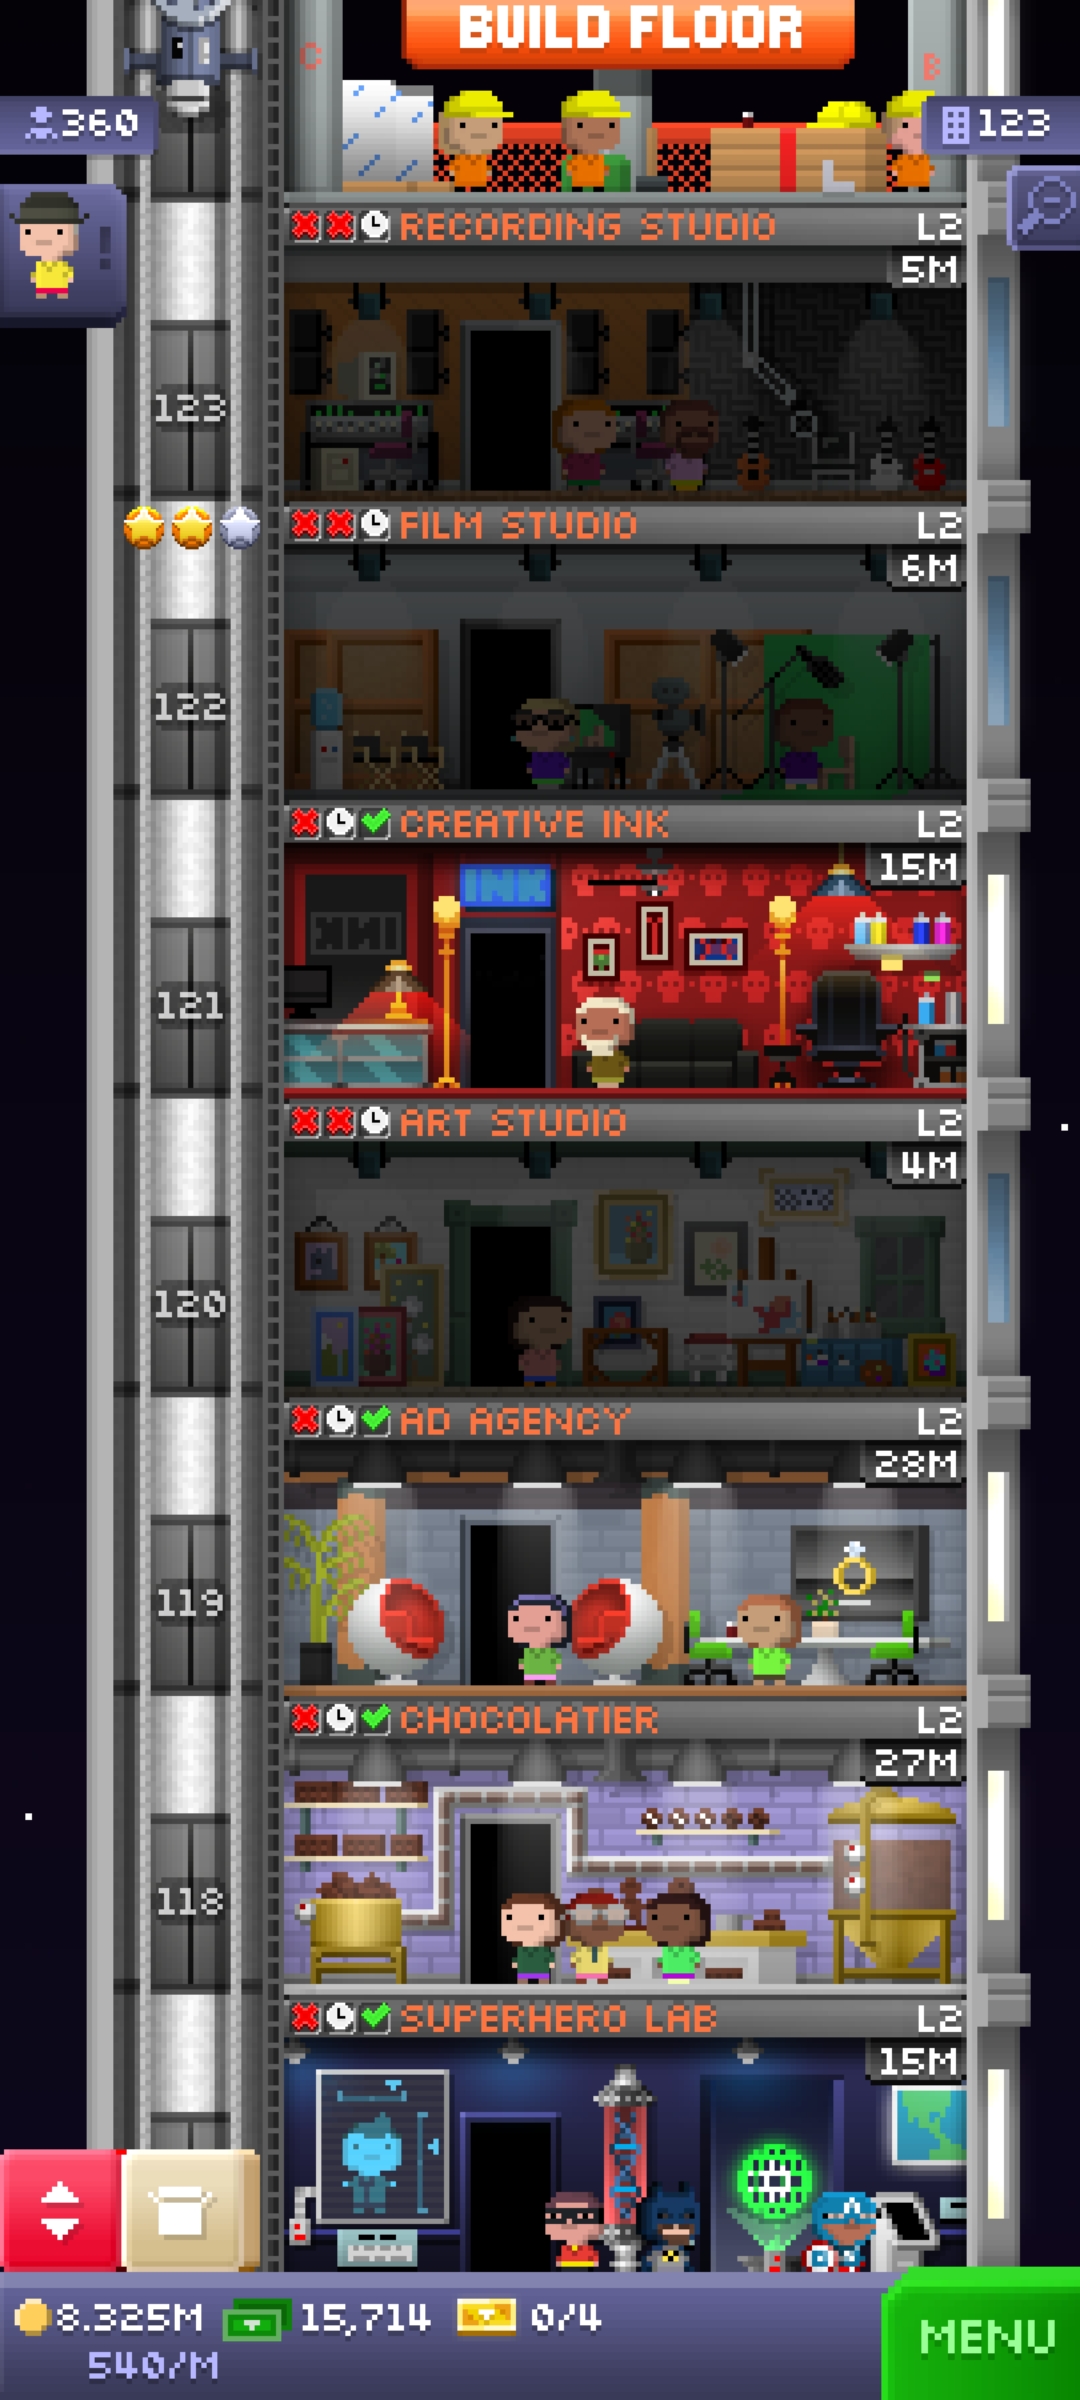 BUILD FLOOR
C
B
360
123
RECORDING STUDIO
L2
5M
123
FILM STUDIO
L2
6M
122
CREATIVE INK
L2
15M
INK
INK
121
ART STUDIO
L2
4M
120
AD AGENCY
L2
28M
119
CHOCOLATIER
L2
27M
118
SUPERHERO LAB
L2
15M
8.325M
15,714
0/4
MENU
540/M